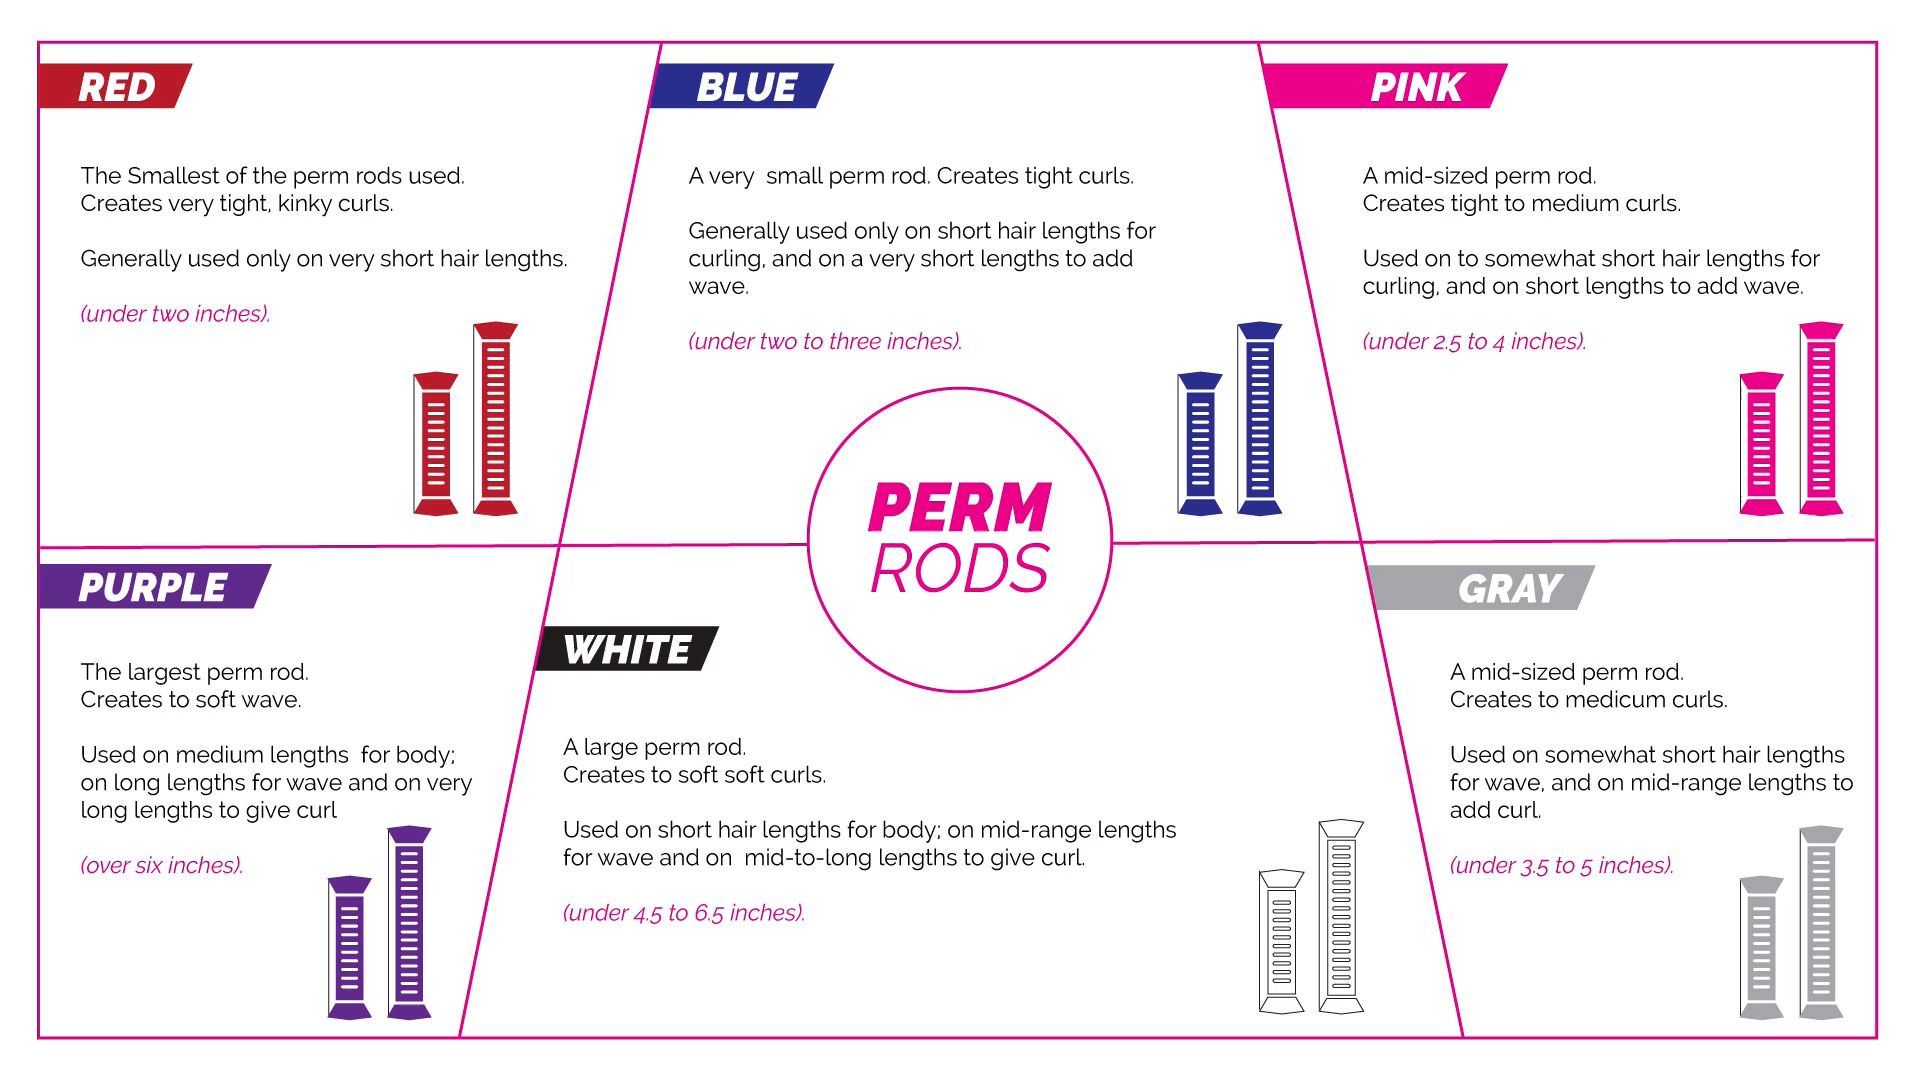 RED
The Smallest of the perm rods used.
Creates very tight, kinky curls.
Generally used only on very short hair lengths.
(under two inches).
BLUE
A very  small perm rod. Creates tight curls.
Generally used only on short hair lengths for
curling, and on a very short lengths to add
wave.
(under two to three inches).
PINK
A mid-sized perm rod.
Creates tight to medium curls.
Used on to somewhat short hair lengths for
curling, and on short lengths to add wave.
(under 2.5 to 4 inches).
PERM
RODS
PURPLE
The largest perm rod.
Creates to soft wave.
Used on medium lengths  for body;
on long lengths for wave and on very
long lengths to give curl
(over six inches).
WHITE
A large perm rod.
Creates to soft soft curls.
Used on short hair lengths for body; on mid-range lengths
for wave and on  mid-to-long lengths to give curl.
(under 4.5 to 6.5 inches).
GRAY
A mid-sized perm rod.
Creates to medicum curls.
Used on somewhat short hair lengths
for wave, and on mid-range lengths to
add curl.
(under 3.5 to 5 inches).